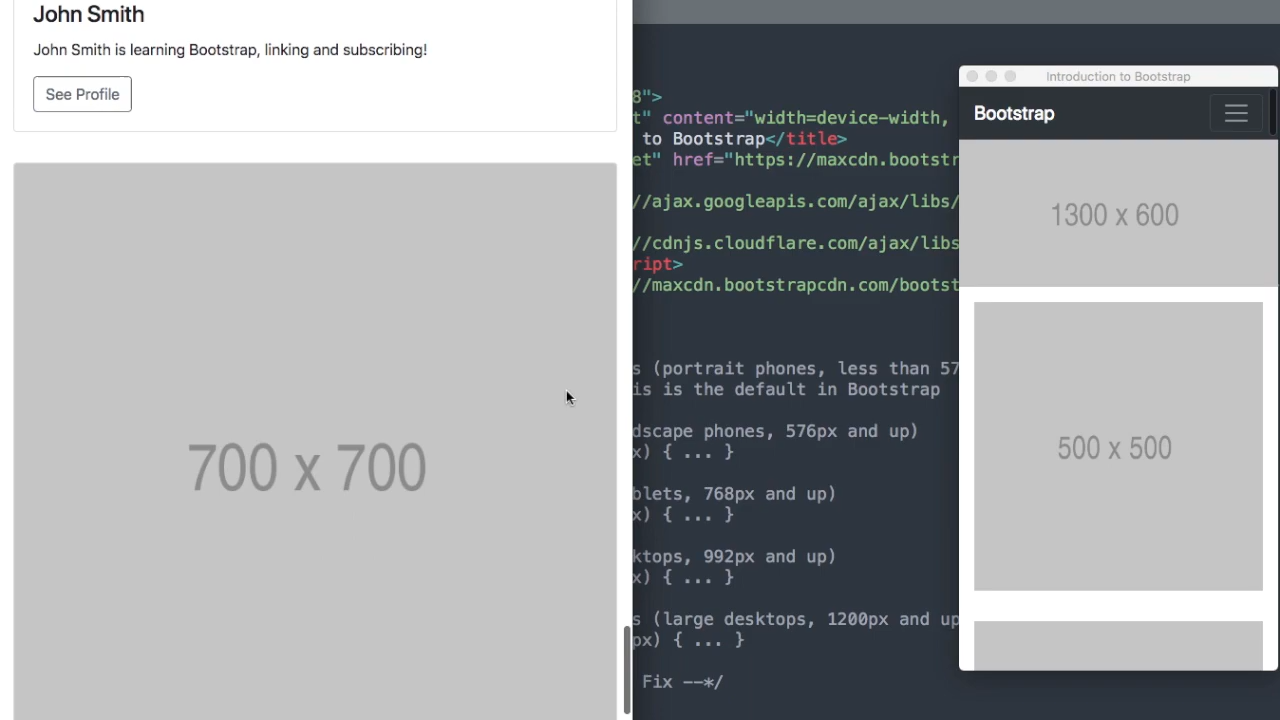 John Smith
John Smith is learning Bootstrap, linking and subscribing!
See Profile
700 x 700
8">
t" content="width=device-width,
to Bootstrap</title>
et" href="https://maxcdn.bootstr
//ajax.googleapis.com/ajax/libs/
//cdnjs.cloudflare.com/ajax/libs
ript>
//maxcdn.bootstrapcdn.com/bootst
s (portrait phones, less than 57
is is the default in Bootstrap
dscape phones, 576px and up)
x) { ... }
blets, 768px and up)
x) { ... }
ktops, 992px and up)
x) { ... }
s (large desktops, 1200px and up
px) { ... }
Fix --*/
Introduction to Bootstrap
Bootstrap
1300 x 600
500 x 500